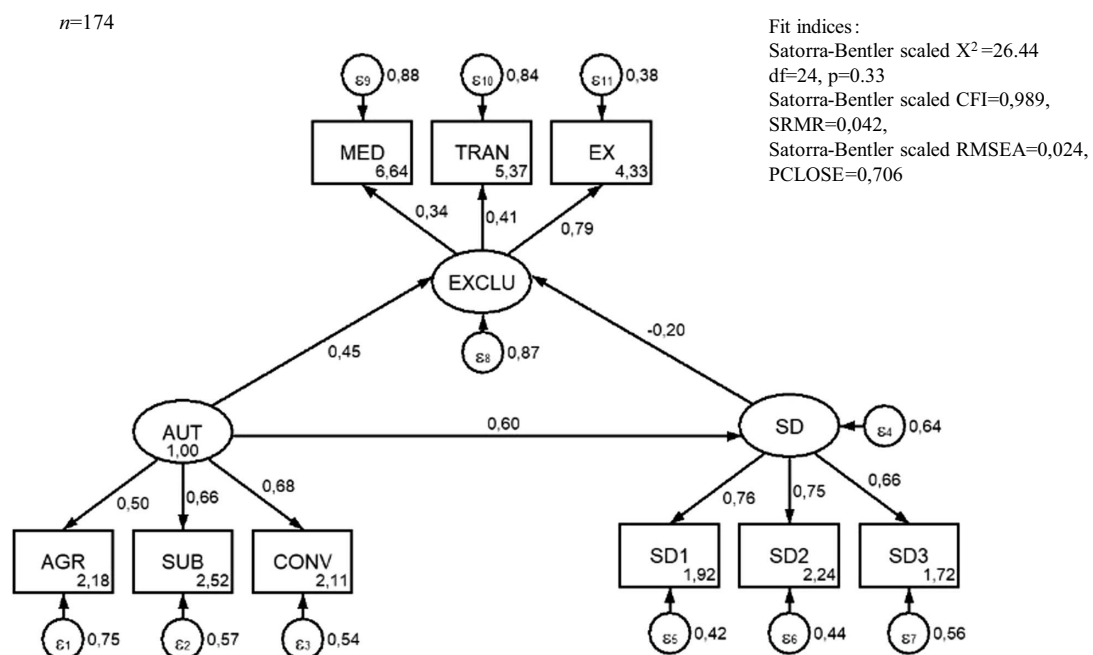 n=174
Fit indices:
Satorra-Bentler scaled X²=26.44
df=24, p=0.33
Satorra-Bentler scaled CFI=0,989,
SRMR=0,042,
Satorra-Bentler scaled RMSEA=0,024,
PCLOSE=0,706
ε9 0,88 ε10 0,84 ε11 0,38
MED TRAN EX
6,64 5,37 4,33
0,34 0,41 0,79
EXCLU
0,45 ε8 0,87 -0,20
AUT 0,60 SD ε4 0,64
1,00
0,50 0,66 0,68 0,76 0,75 0,66
AGR SUB CONV SD1 SD2 SD3
2,18 2,52 2,11 1,92 2,24 1,72
ε1 0,75 ε2 0,57 ε3 0,54 ε5 0,42 ε6 0,44 ε7 0,56